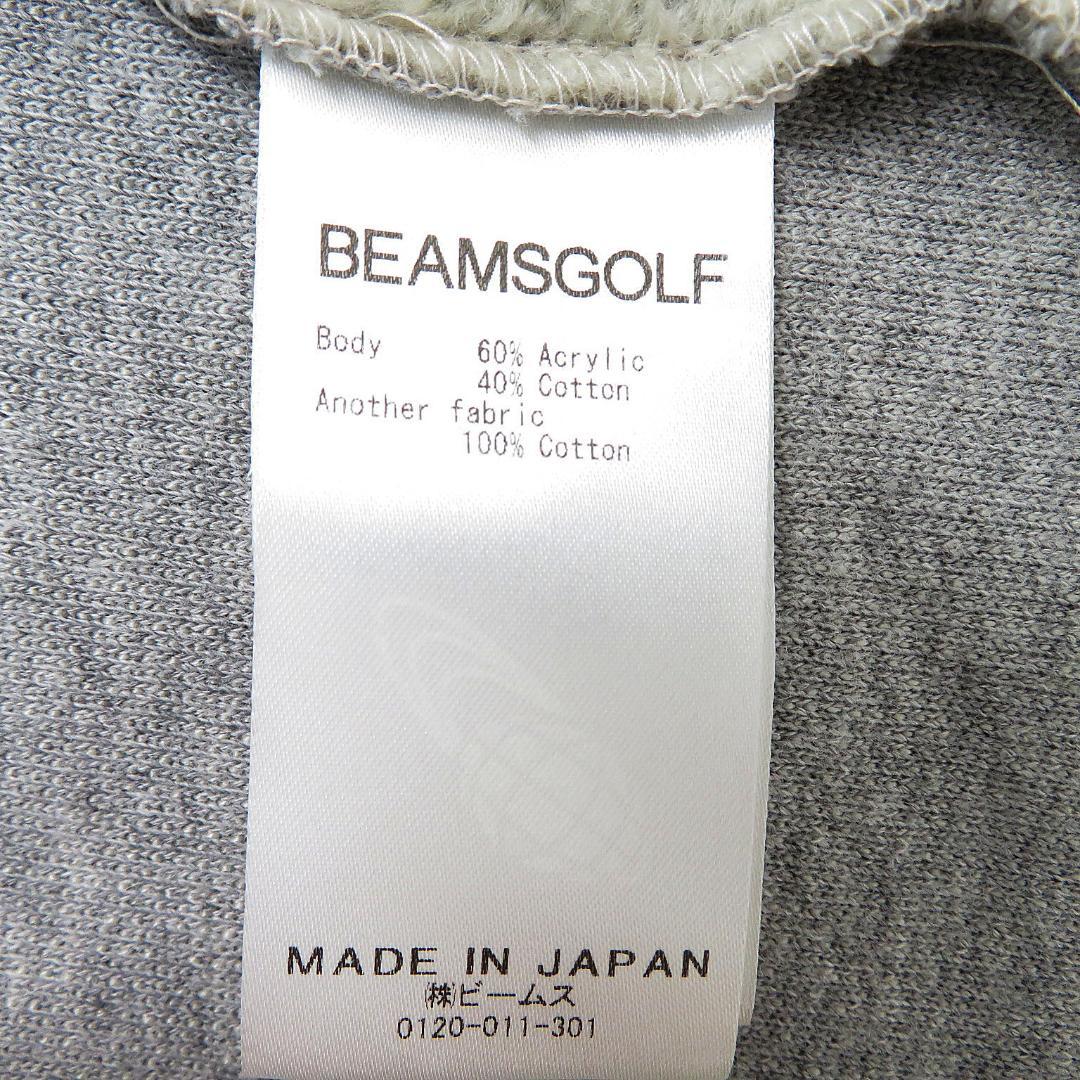 BEAMSGOLF
Body 60% Acrylic
40% Cotton
Another fabric
100% Cotton
MADE IN JAPAN
㈱ビームス
0120-011-301